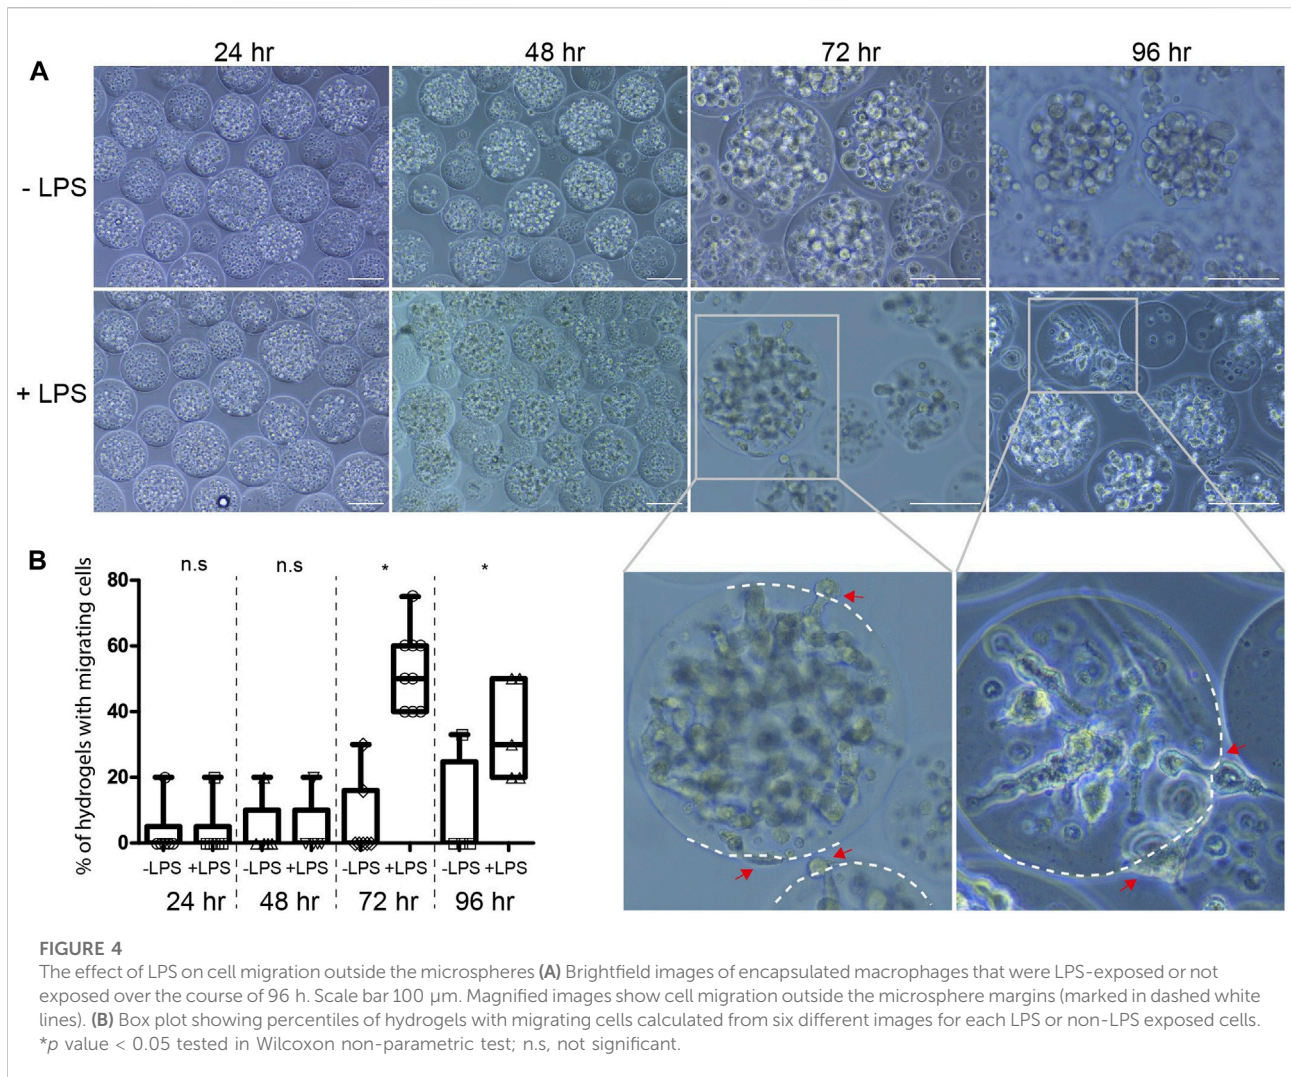 24 hr 48 hr 72 hr 96 hr
A
- LPS
+ LPS
B
n.s n.s * *
% of hydrogels with migrating cells
80
60
40
20
0
-LPS +LPS -LPS +LPS -LPS +LPS -LPS +LPS
24 hr 48 hr 72 hr 96 hr
FIGURE 4
The effect of LPS on cell migration outside the microspheres (A) Brightfield images of encapsulated macrophages that were LPS-exposed or not
exposed over the course of 96 h. Scale bar 100 μm. Magnified images show cell migration outside the microsphere margins (marked in dashed white
lines). (B) Box plot showing percentiles of hydrogels with migrating cells calculated from six different images for each LPS or non-LPS exposed cells.
*p value < 0.05 tested in Wilcoxon non-parametric test; n.s, not significant.